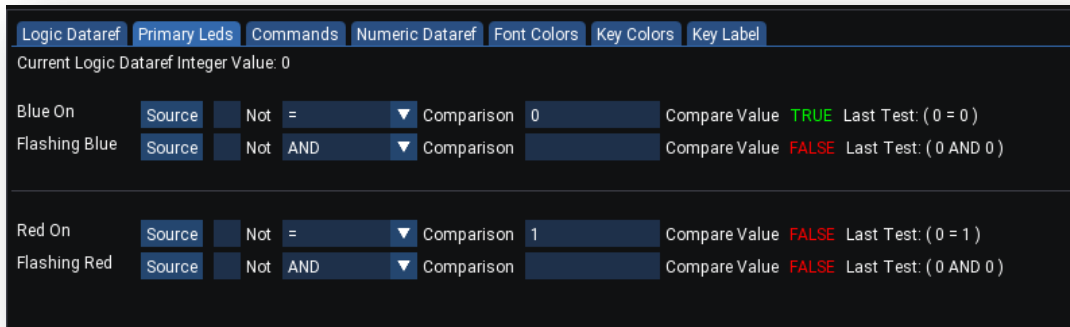 Logic Dataref Primary Leds Commands Numeric Dataref Font Colors Key Colors Key Label
Current Logic Dataref Integer Value: 0
Blue On Source Not = Comparison 0 Compare Value TRUE Last Test: ( 0 = 0 )
Flashing Blue Source Not AND Comparison Compare Value FALSE Last Test: ( 0 AND 0 )
Red On Source Not = Comparison 1 Compare Value FALSE Last Test: ( 0 = 1 )
Flashing Red Source Not AND Comparison Compare Value FALSE Last Test: ( 0 AND 0 )